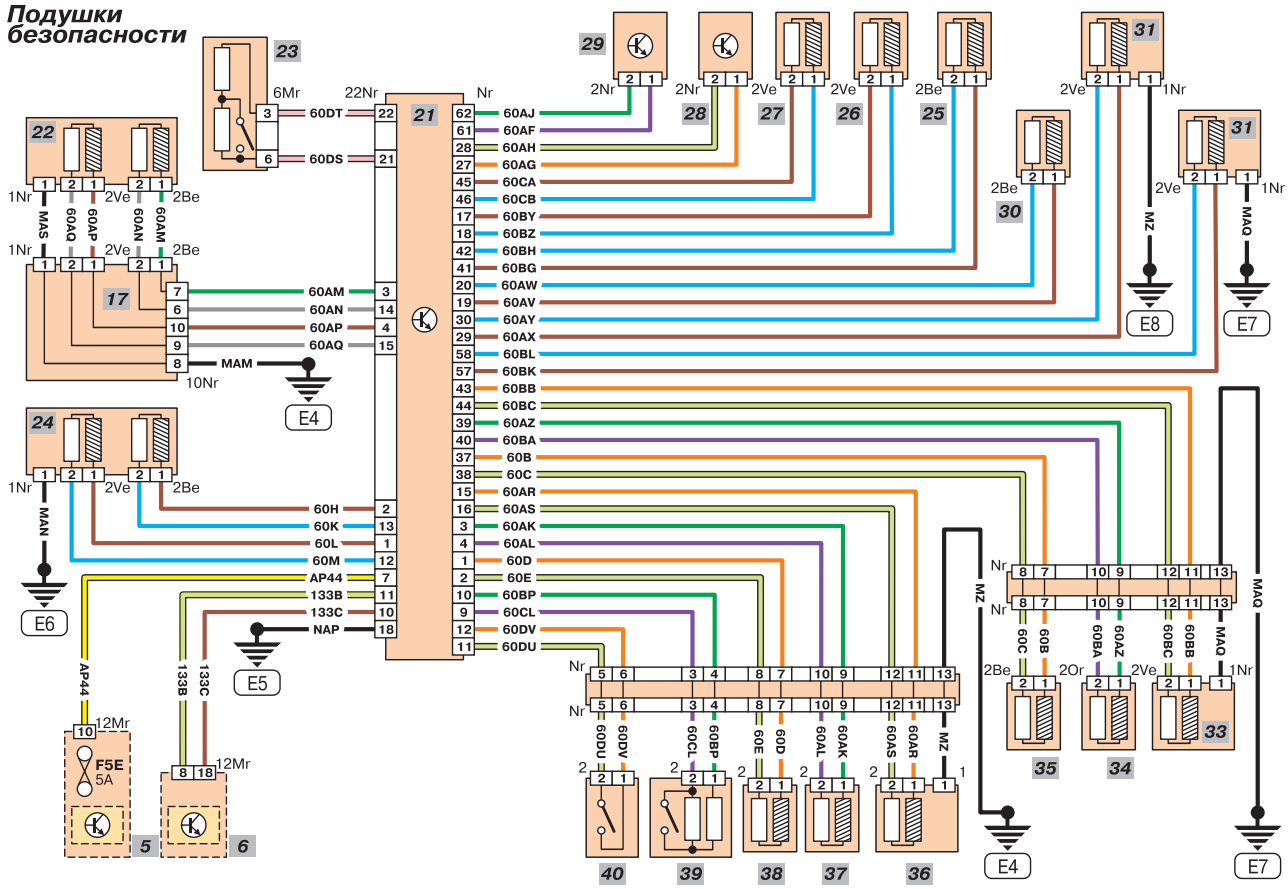 Подушки
безопасности
23
6Mr
22Nr
3
60DT
22
6
60DS
21
21
22
1
2
1
2
1
1Nr
2Ve
2Be
MAS
60AQ
60AP
60AN
60AM
1Nr
2Ve
2Be
1
2
1
2
1
17
7
60AM
3
6
60AN
14
10
60AP
4
9
60AQ
15
8
MAM
10Nr
E4
24
1
2
1
2
1
1Nr
2Ve
2Be
MAN
E6
60H
2
60K
13
60L
1
60M
12
AP44
7
133B
11
133C
10
NAP
18
E5
AP44
133B
133C
10
12Mr
F5E
5A
5
8
18
12Mr
6
Nr
62
60AJ
61
60AF
28
60AH
27
60AG
45
60CA
46
60CB
17
60BY
18
60BZ
42
60BH
41
60BG
20
60AW
19
60AV
30
60AY
29
60AX
58
60BL
57
60BK
43
60BB
44
60BC
39
60AZ
40
60BA
37
60B
38
60C
15
60AR
16
60AS
3
60AK
4
60AL
1
60D
2
60E
10
60BP
9
60CL
12
60DV
11
60DU
29
2
1
2Nr
28
2
1
2Nr
27
2
1
2Ve
26
2
1
2Ve
25
2
1
2Be
31
2
1
1
2Ve
1Nr
MZ
E8
30
2
1
2Be
31
2
1
1
2Ve
1Nr
MAQ
E7
Nr
5
6
3
4
8
7
10
9
12
11
13
Nr
5
6
3
4
8
7
10
9
12
11
13
60DU
60DV
60CL
60BP
60E
60D
60AL
60AK
60AS
60AR
MZ
2
2
1
2
2
1
2
2
1
2
2
1
2
2
1
1
1
40
39
38
37
36
MZ
E4
Nr
8
7
10
9
12
11
13
Nr
8
7
10
9
12
11
13
60C
60B
60BA
60AZ
60BC
60BB
MAQ
2Be
2
1
2Or
2
1
2Ve
2
1
1
1Nr
35
34
33
MAQ
E7